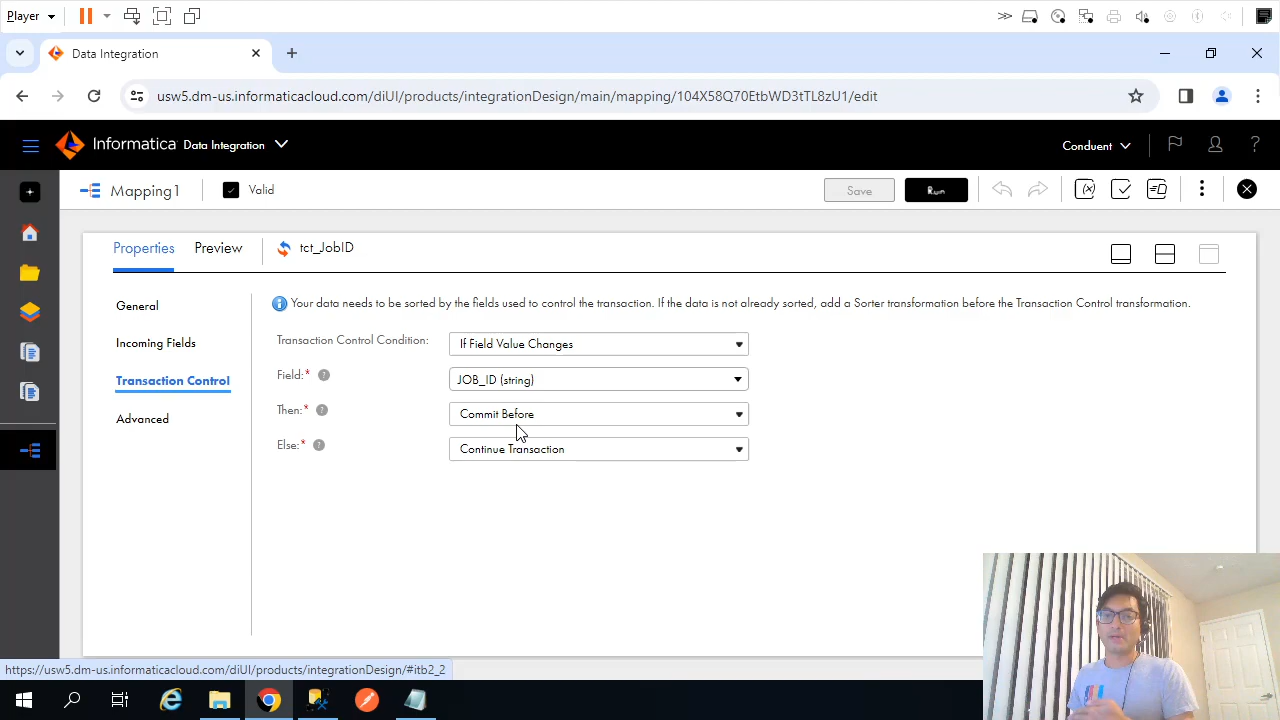 Player
Data Integration
usw5.dm-us.informaticacloud.com/diUI/products/integrationDesign/main/mapping/104X58Q70EtbWD3tTL8zU1/edit
Informatica Data Integration
Conduent
Mapping1
Valid
Save
Run
Properties
Preview
tct_JobID
General
Incoming Fields
Transaction Control
Advanced
Your data needs to be sorted by the fields used to control the transaction. If the data is not already sorted, add a Sorter transformation before the Transaction Control transformation.
Transaction Control Condition: If Field Value Changes
Field:* ? JOB_ID (string)
Then:* ? Commit Before
Else:* ? Continue Transaction
https://usw5.dm-us.informaticacloud.com/diUI/products/integrationDesign/#itb2_2